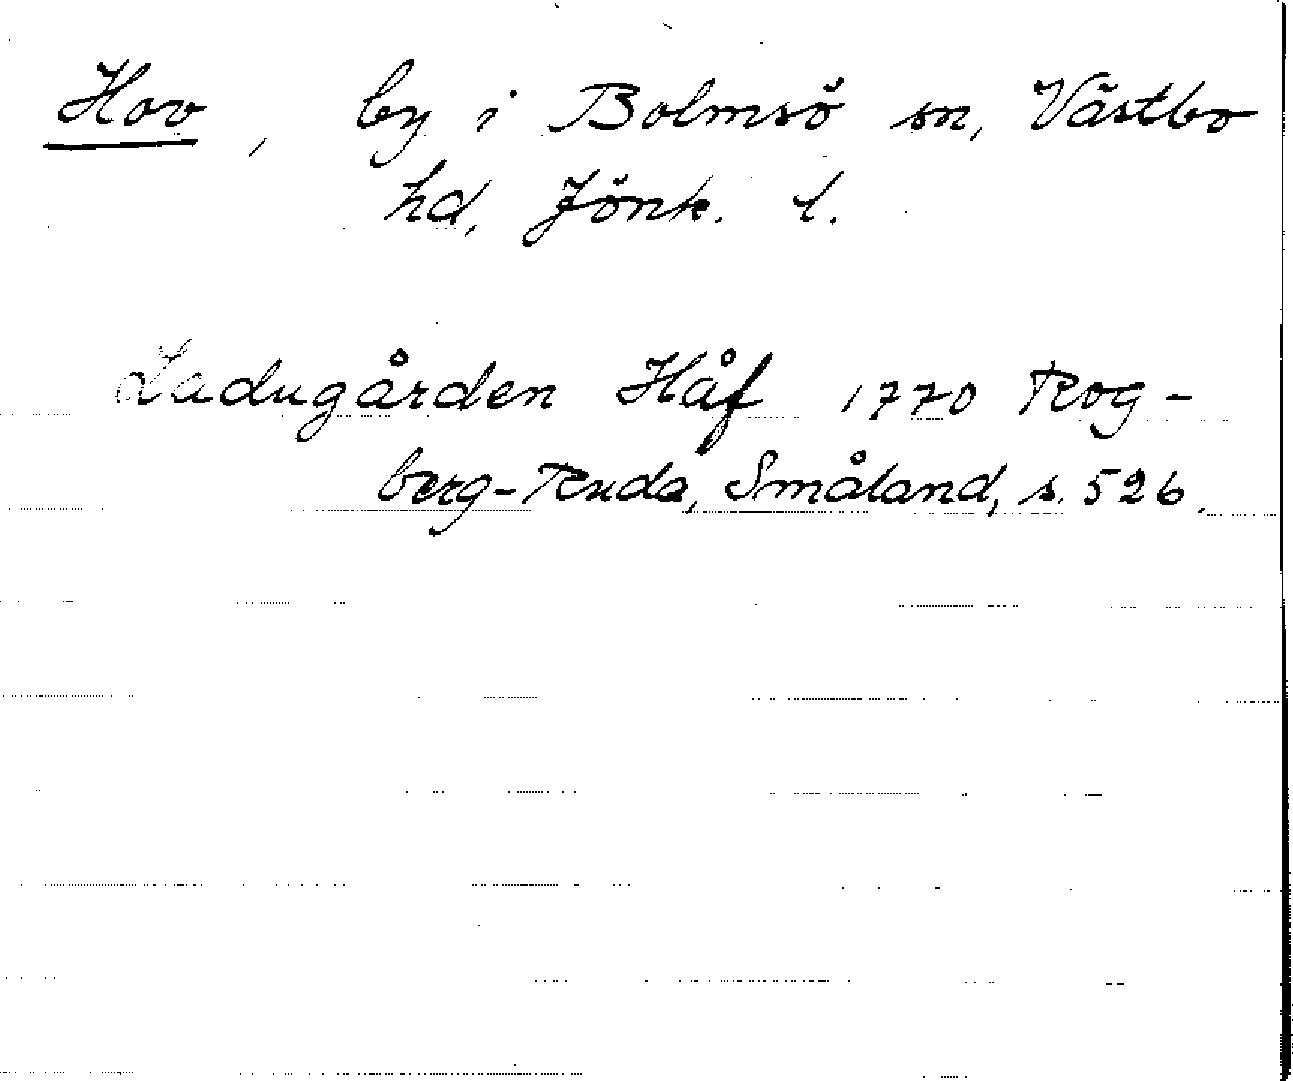 Hov, by i Bolmsö sn, Västbo
hd, Jönk. l.
Ladugården Håf 1770 Rog-
berg-Ruda, Småland, s. 526.